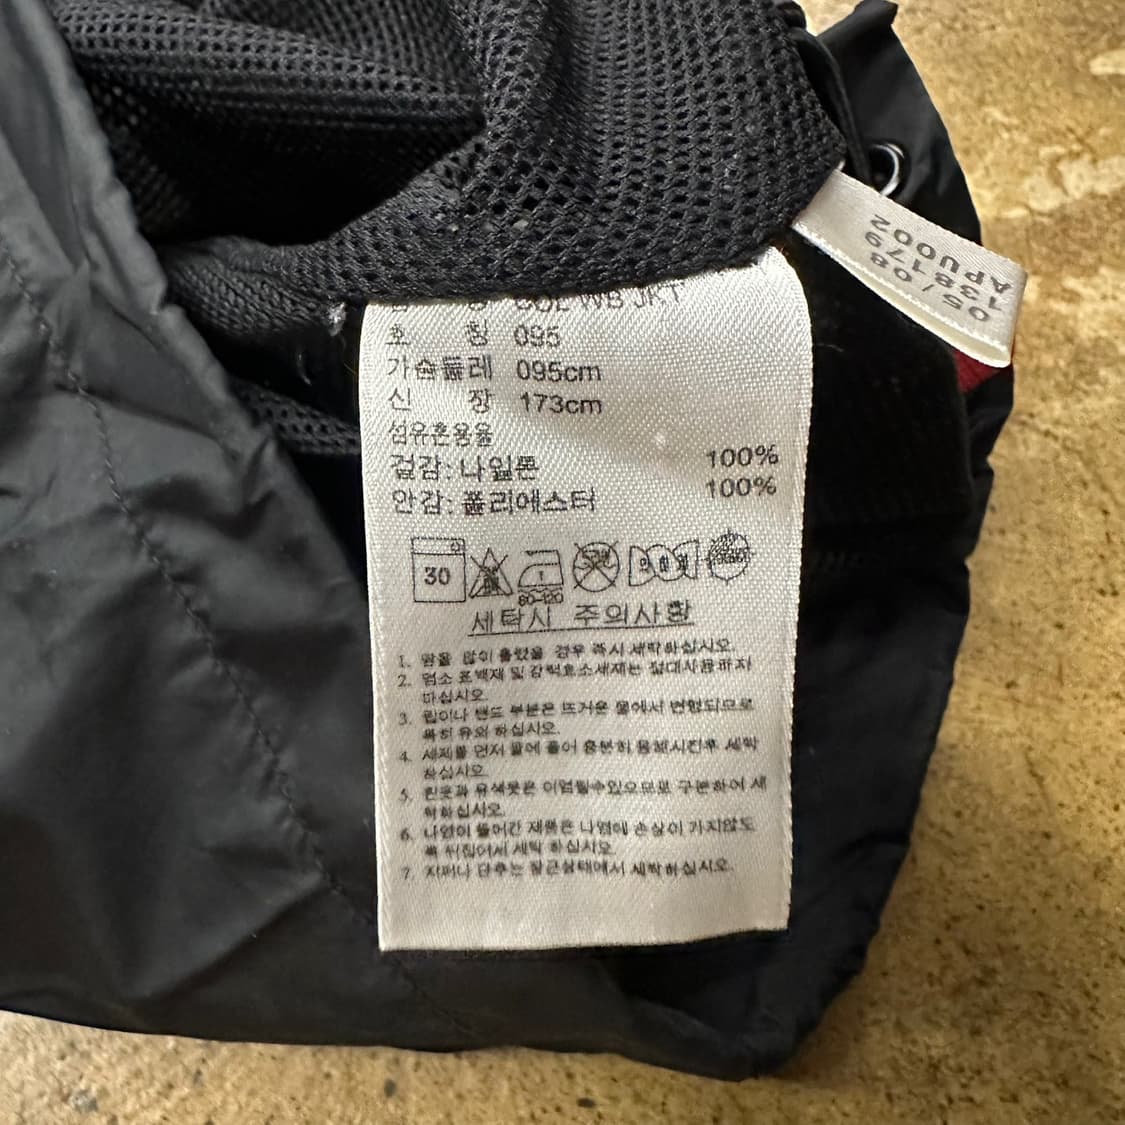 WB JKT
호 칭 095
가슴둘레 095cm
신 장 173cm
섬유혼용율
겉감: 나일론 100%
안감: 폴리에스터 100%
30
80-120
세탁시 주의사항
1. 땀을 많이 흘렸을 경우 즉시 세탁하십시오.
2. 염소 표백제 및 강력효소세제는 절대사용하지
마십시오.
3. 립이나 밴드 부분은 뜨거운 물에서 변형되므로
특히 유의 하십시오.
4. 세제를 먼저 물에 풀어 충분히 용해시킨후 세탁
하십시오.
5. 흰옷과 유색옷은 이염될수있으므로 구분하여 세
탁하십시오.
6. 나염이 들어간 제품은 나염에 손상이 가지않도
록 뒤집어서 세탁 하십시오.
7. 지퍼나 단추는 잠근상태에서 세탁하십시오.
05/08
138179
APU002